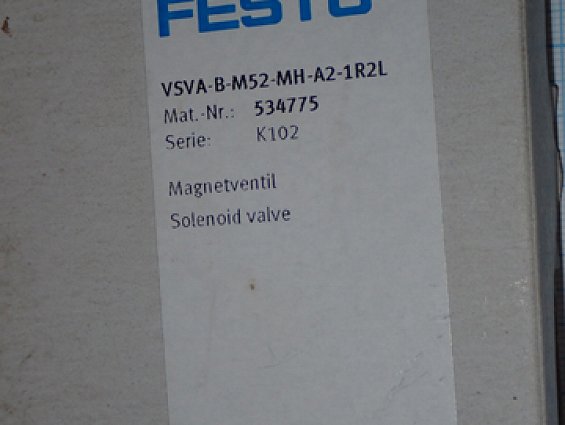 FESTO
VSVA-B-M52-MH-A2-1R2L
Mat.-Nr.: 534775
Serie: K102
Magnetventil
Solenoid valve